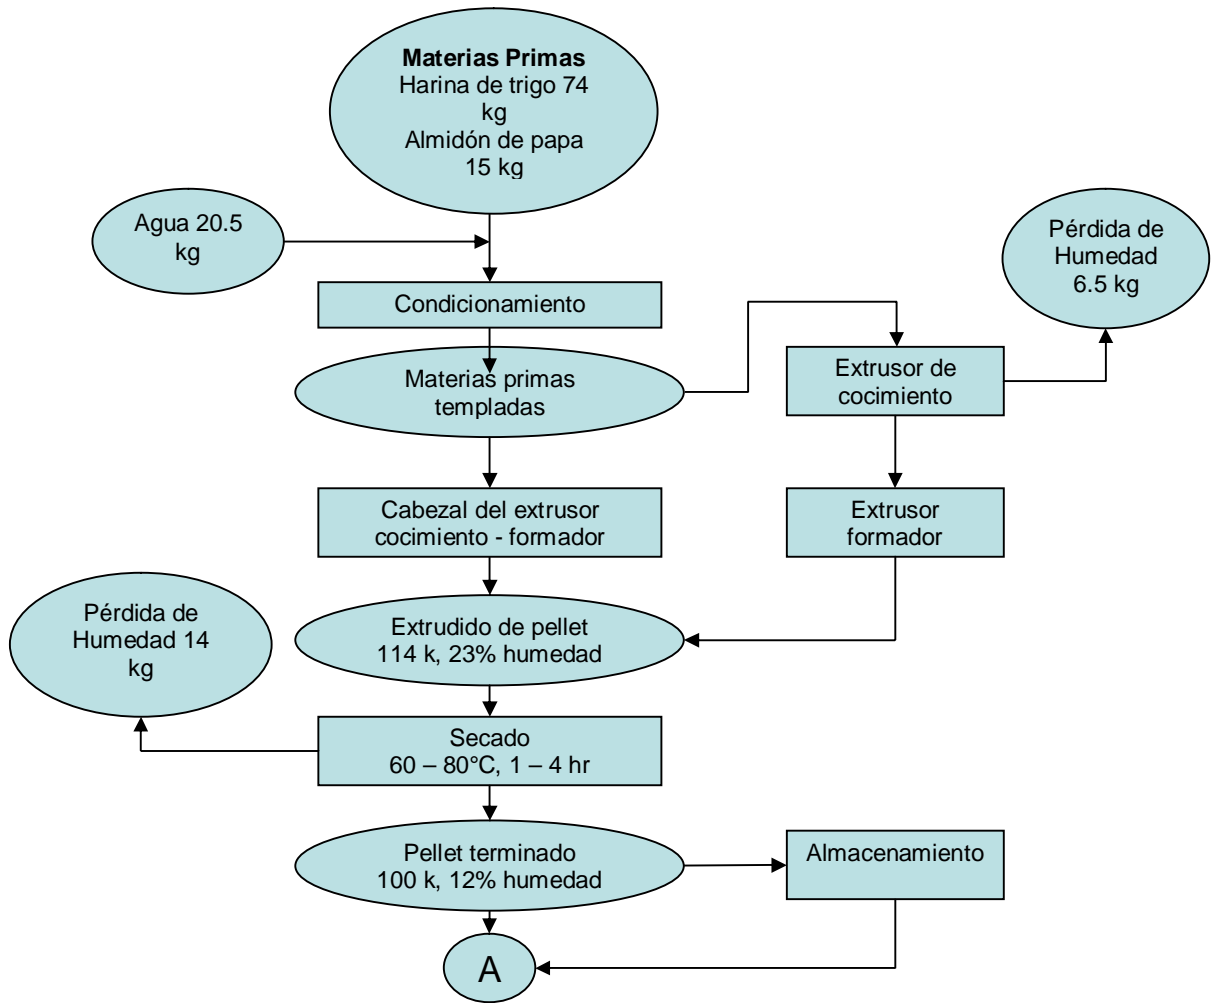 Materias Primas
Harina de trigo 74
kg
Almidón de papa
15 kg
Agua 20.5
kg
Pérdida de
Humedad
6.5 kg
Condicionamiento
Materias primas
templadas
Extrusor de
cocimiento
Cabezal del extrusor
cocimiento - formador
Extrusor
formador
Pérdida de
Humedad 14
kg
Extrudido de pellet
114 k, 23% humedad
Secado
60 – 80°C, 1 – 4 hr
Pellet terminado
100 k, 12% humedad
Almacenamiento
A